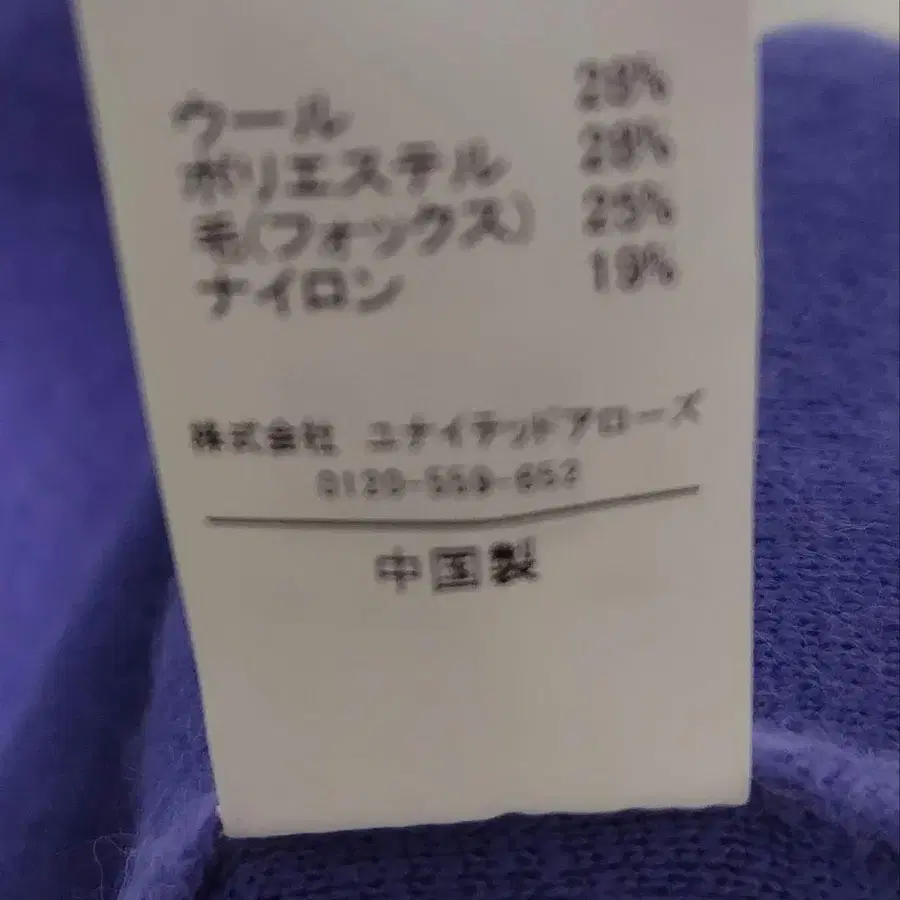 ウール 28%
ポリエステル 28%
毛(フォックス) 25%
ナイロン 19%
株式会社 ユナイテッドアローズ
0120-559-652
中国製